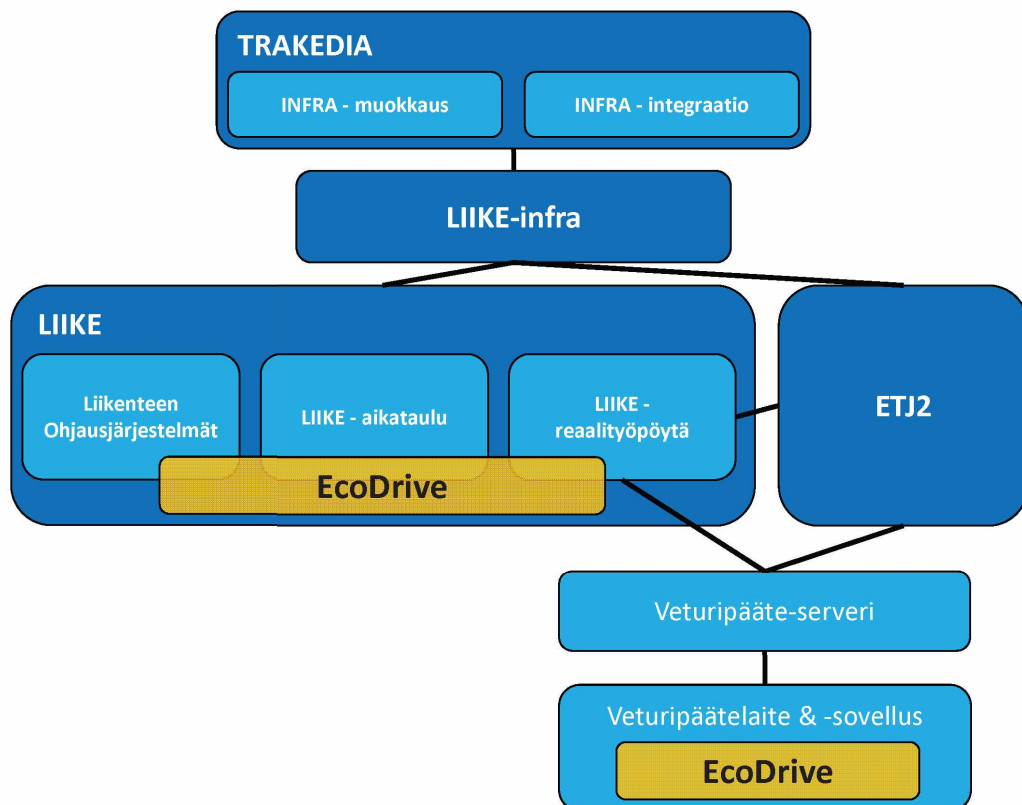 TRAKEDIA
INFRA - muokkaus
INFRA - integraatio
LIIKE-infra
LIIKE
Liikenteen
Ohjausjärjestelmät
LIIKE - aikataulu
LIIKE -
reaalityöpöytä
EcoDrive
ETJ2
Veturipääte-serveri
Veturipäätelaite & -sovellus
EcoDrive